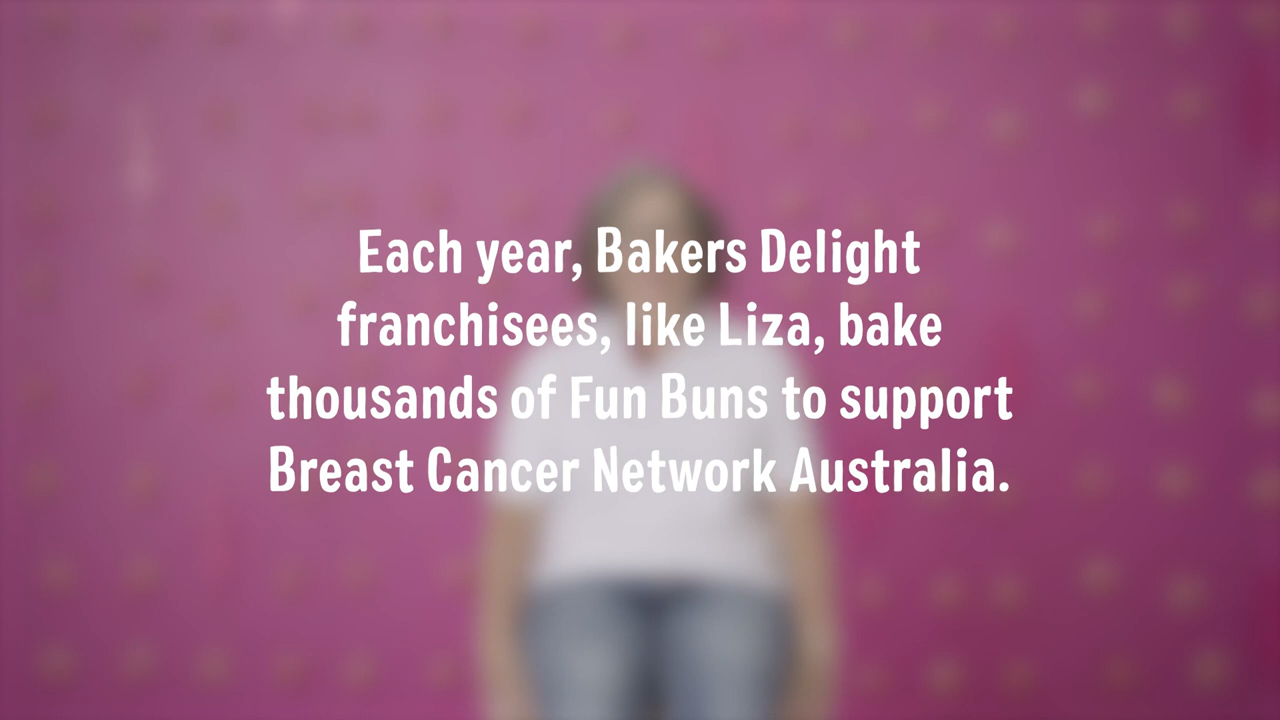 Each year, Bakers Delight
franchisees, like Liza, bake
thousands of Fun Buns to support
Breast Cancer Network Australia.